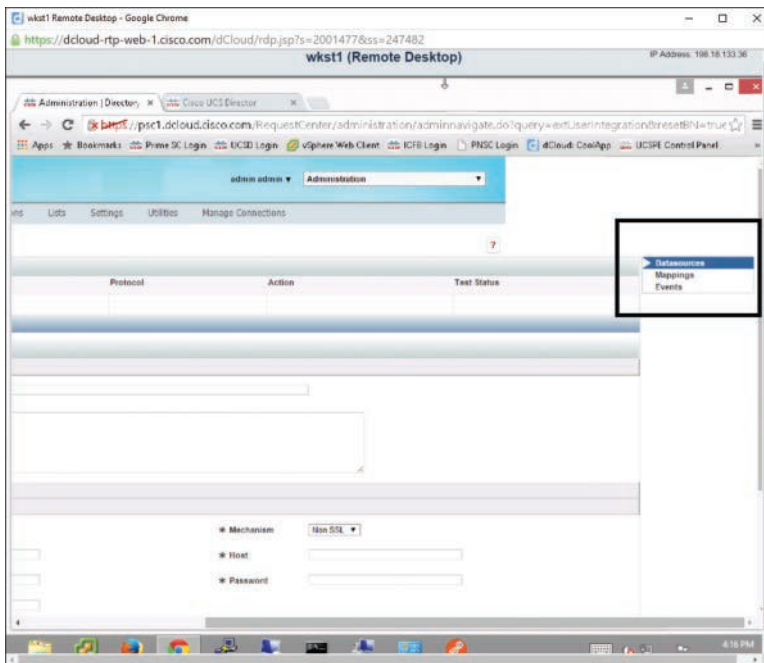 wkst1 Remote Desktop - Google Chrome
https://dcloud-rtp-web-1.cisco.com/dCloud/rdp.jsp?s=2001477&ss=247482
wkst1 (Remote Desktop) IP Address: 198.18.133.36
Administration | Director Cisco UCS Director
https://psc1.dcloud.cisco.com/RequestCenter/administration/adminnavigate.do?query=extUserIntegration&resetBN=true
Apps Bookmarks Prime SC Login UCSD Login vSphere Web Client ICFB Login PNSC Login dCloud: CoolApp UCSPE Control Panel »
admin admin Administration
ns Lists Settings Utilities Manage Connections
?
Datasources
Protocol Action Test Status Mappings
Events
* Mechanism Non SSL
* Host
* Password
4:16 PM